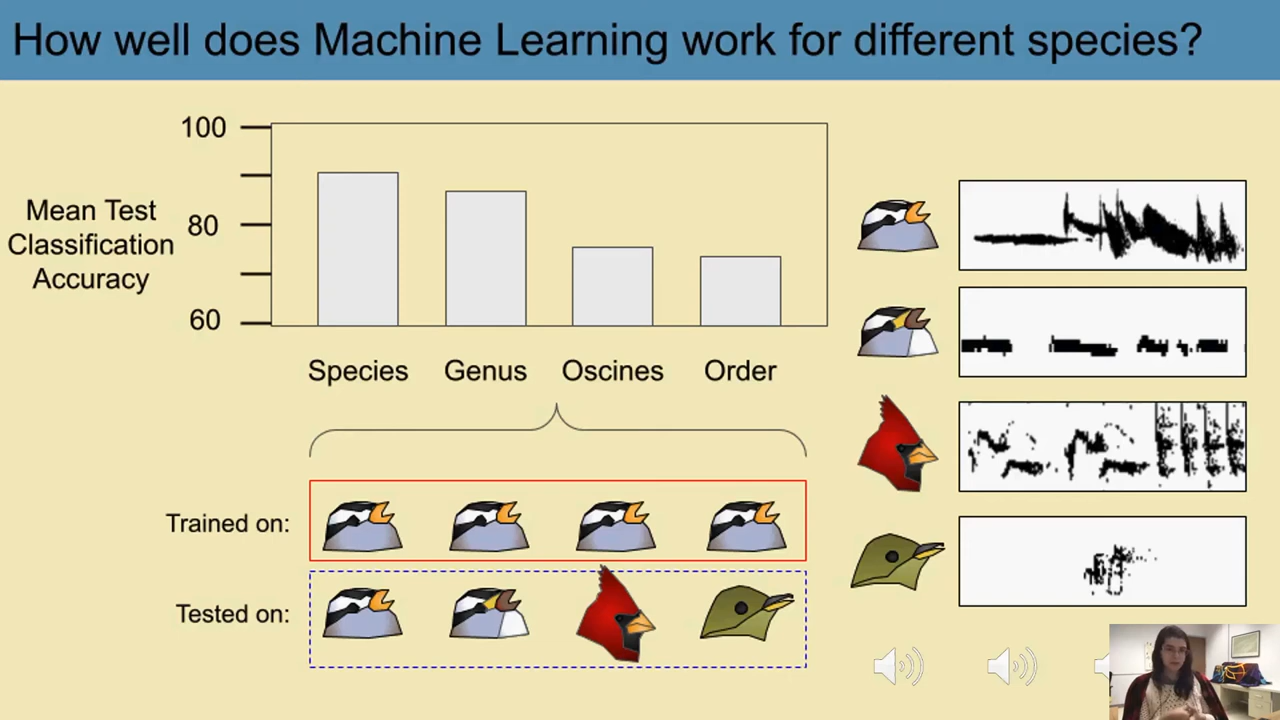 How well does Machine Learning work for different species?
100
80
60
Mean Test
Classification
Accuracy
Species Genus Oscines Order
Trained on:
Tested on: